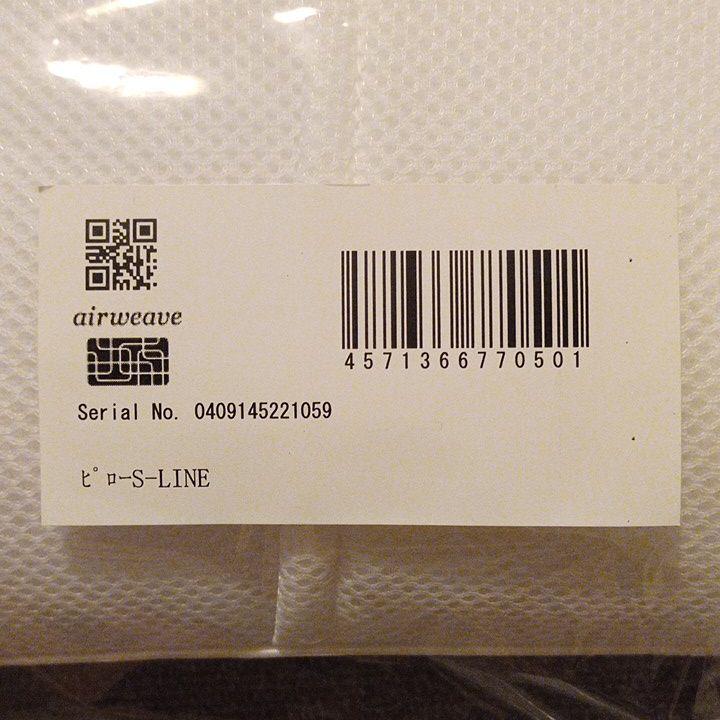 airweave
4571366770501
Serial No. 0409145221059
ﾋﾟﾛｰS-LINE